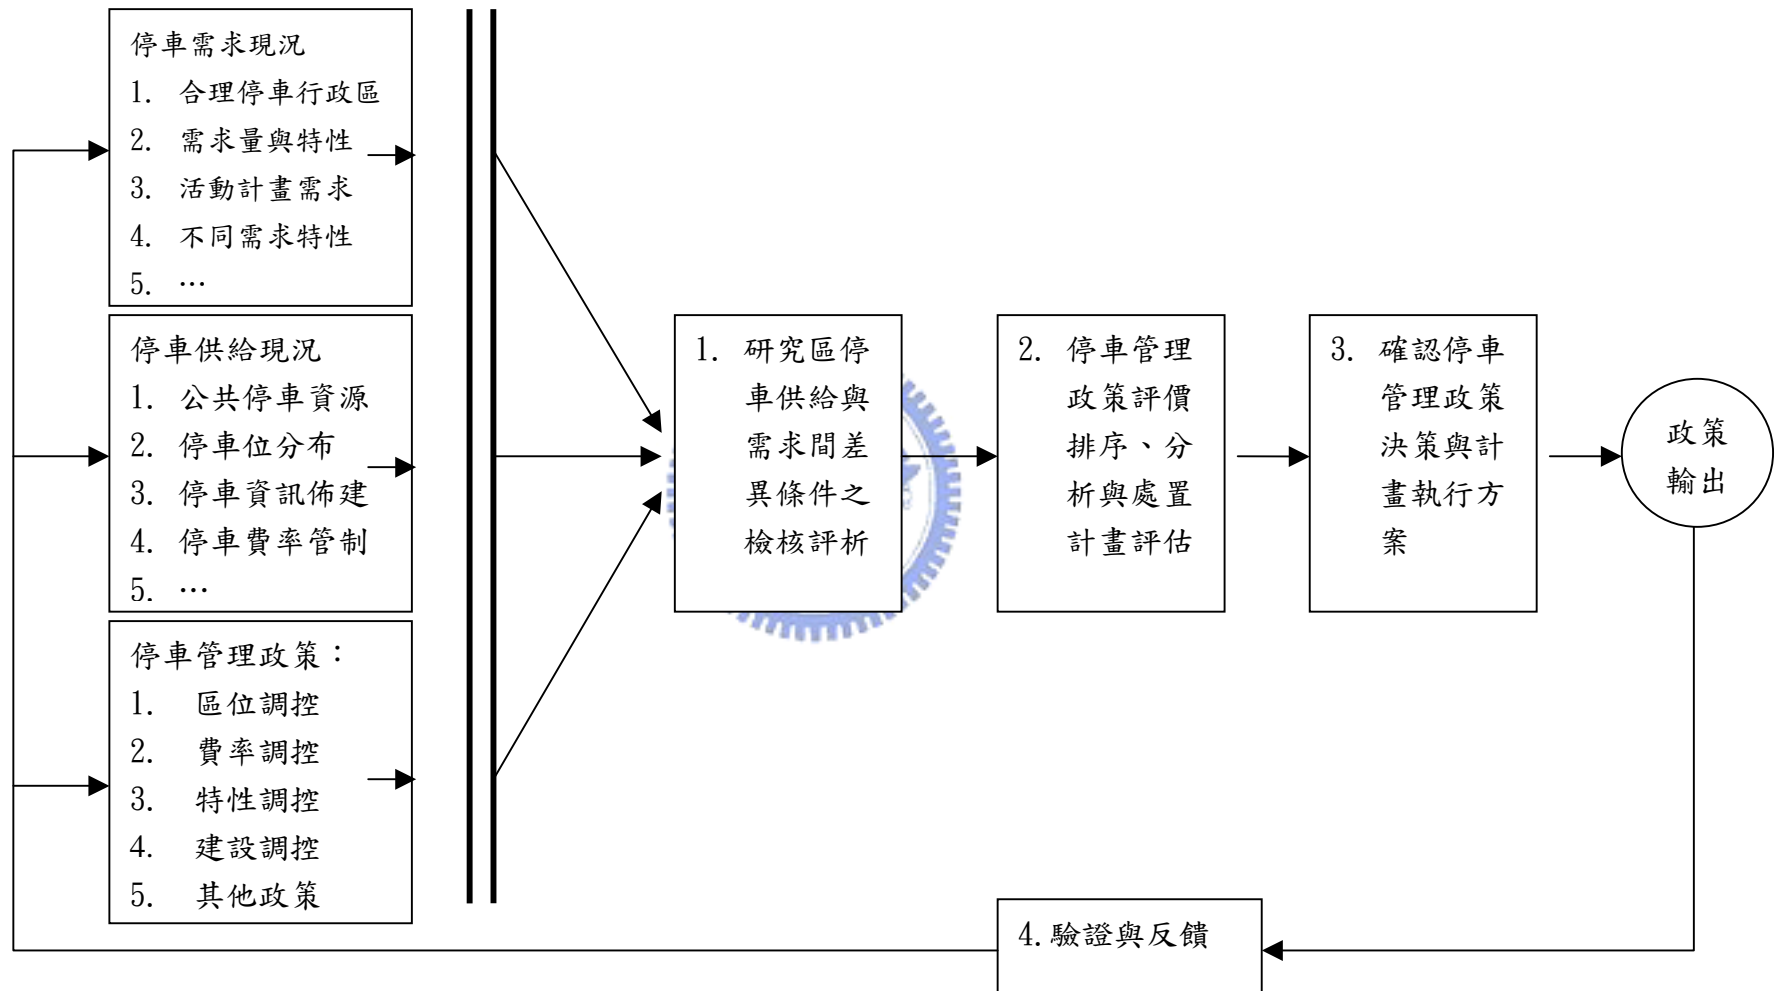 停車需求現況
1. 合理停車行政區
2. 需求量與特性
3. 活動計畫需求
4. 不同需求特性
5. …
停車供給現況
1. 公共停車資源
2. 停車位分布
3. 停車資訊佈建
4. 停車費率管制
5. …
停車管理政策：
1. 區位調控
2. 費率調控
3. 特性調控
4. 建設調控
5. 其他政策
1. 研究區停
車供給與
需求間差
異條件之
檢核評析
2. 停車管理
政策評價
排序、分
析與處置
計畫評估
3. 確認停車
管理政策
決策與計
畫執行方
案
政策
輸出
4.驗證與反饋